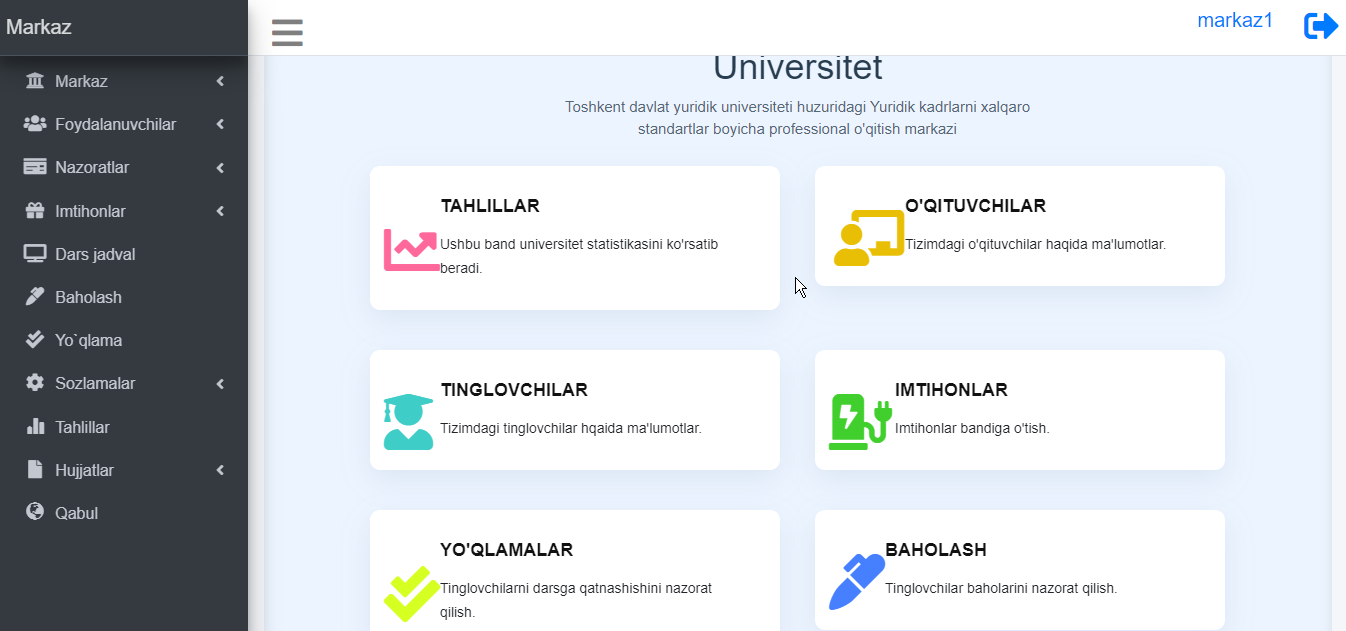 Markaz
markaz1
Markaz
Foydalanuvchilar
Nazoratlar
Imtihonlar
Dars jadval
Baholash
Yo`qlama
Sozlamalar
Tahlillar
Hujjatlar
Qabul
Universitet
Toshkent davlat yuridik universiteti huzuridagi Yuridik kadrlarni xalqaro
standartlar boyicha professional o'qitish markazi
TAHLILLAR
Ushbu band universitet statistikasini ko'rsatib
beradi.
O'QITUVCHILAR
Tizimdagi o'qituvchilar haqida ma'lumotlar.
TINGLOVCHILAR
Tizimdagi tinglovchilar hqaida ma'lumotlar.
IMTIHONLAR
Imtihonlar bandiga o'tish.
YO'QLAMALAR
Tinglovchilarni darsga qatnashishini nazorat
qilish.
BAHOLASH
Tinglovchilar baholarini nazorat qilish.